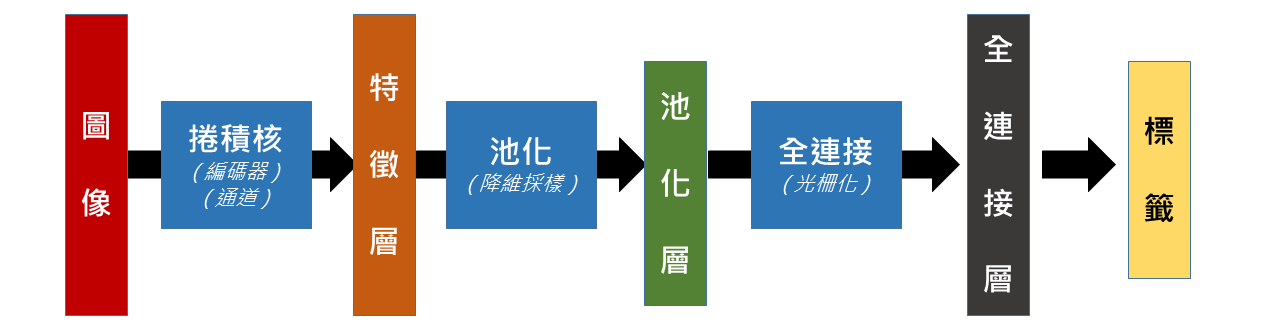 圖像
捲積核
（編碼器）
（通道）
特徵層
池化
（降維採樣）
池化層
全連接
（光柵化）
全連接層
標籤